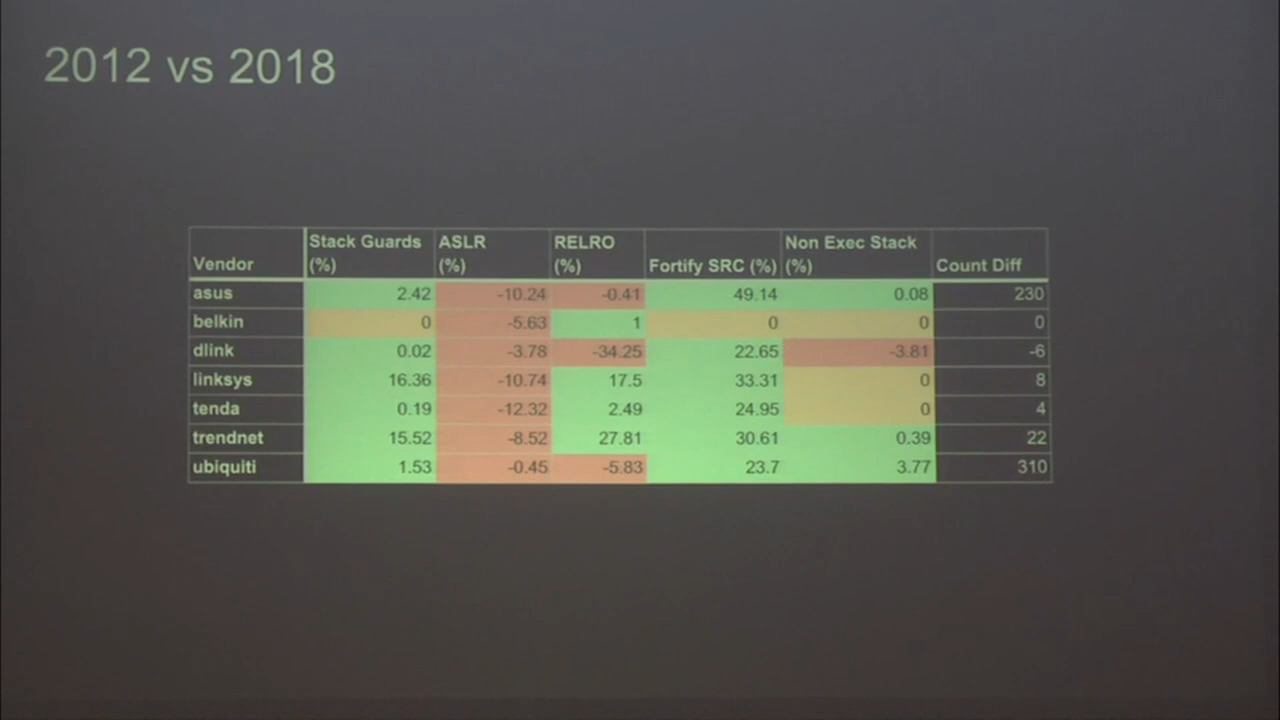 2012 vs 2018
Vendor Stack Guards (%) ASLR (%) RELRO (%) Fortify SRC (%) Non Exec Stack (%) Count Diff
asus 2.42 -10.24 -0.41 49.14 0.08 230
belkin 0 -5.63 1 0 0 0
dlink 0.02 -3.78 -34.25 22.65 -3.81 -6
linksys 16.36 -10.74 17.5 33.31 0 8
tenda 0.19 -12.32 2.49 24.95 0 4
trendnet 15.52 -8.52 27.81 30.61 0.39 22
ubiquiti 1.53 -0.45 -5.83 23.7 3.77 310